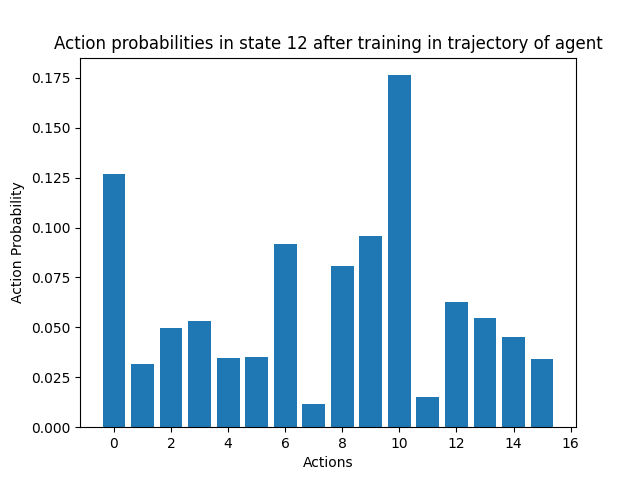 Action probabilities in state 12 after training in trajectory of agent
0.175
0.150
0.125
0.100
0.075
0.050
0.025
0.000
Action Probability
0 2 4 6 8 10 12 14 16
Actions